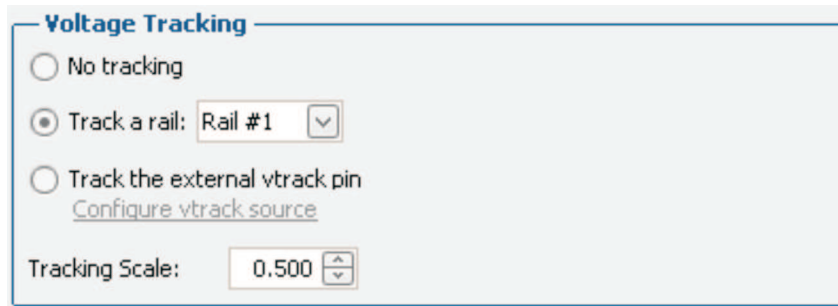 Voltage Tracking
No tracking
Track a rail: Rail #1
Track the external vtrack pin
Configure vtrack source
Tracking Scale: 0.500